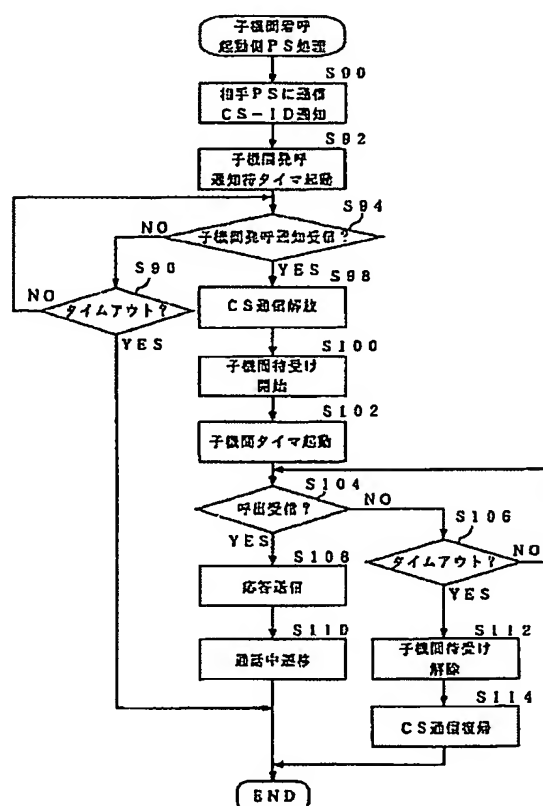 子機間着呼
起動側PS処理
S90
相手PSに通信
CS-ID通知
S92
子機間発呼
通知待タイマ起動
S94
子機間発呼通知受信?
NO
YES
S90
タイムアウト?
NO
YES
S98
CS通信解放
S100
子機間待受け
開始
S102
子機間タイマ起動
S104
呼出受信?
NO
YES
S106
タイムアウト?
NO
YES
S108
応答送信
S110
通話中遷移
S112
子機間待受け
解除
S114
CS通信復帰
END